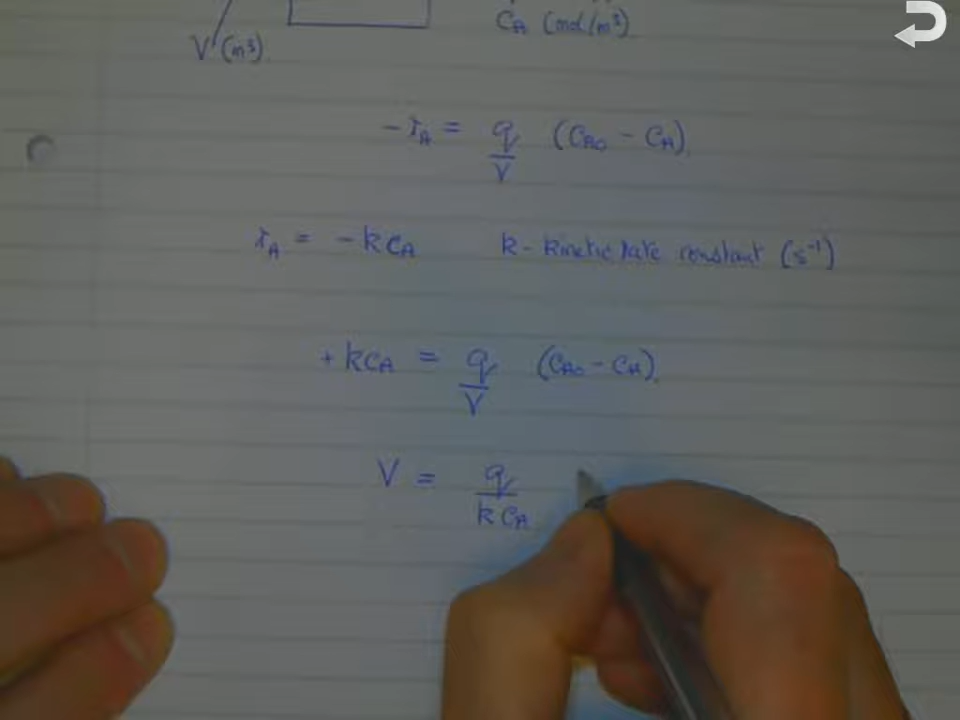 V (m³)
CA (mol/m³)
-rA = q/V (CA0 - CA)
rA = -kCA k - kinetic rate constant (s⁻¹)
+kCA = q/V (CA0 - CA)
V = q/kCA